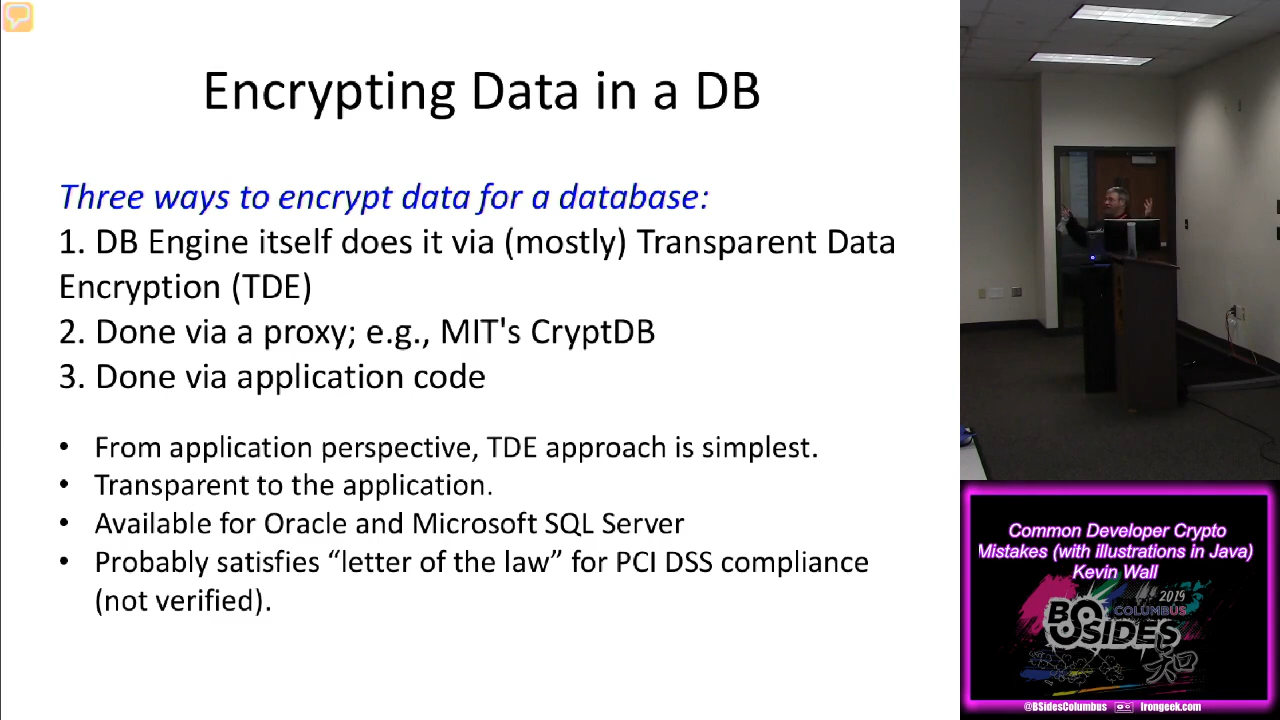 Encrypting Data in a DB
Three ways to encrypt data for a database:
1. DB Engine itself does it via (mostly) Transparent Data
Encryption (TDE)
2. Done via a proxy; e.g., MIT's CryptDB
3. Done via application code
• From application perspective, TDE approach is simplest.
• Transparent to the application.
• Available for Oracle and Microsoft SQL Server
• Probably satisfies “letter of the law” for PCI DSS compliance
(not verified).
Common Developer Crypto
Mistakes (with illustrations in Java)
Kevin Wall
2019
COLUMBUS
BSIDES
@BSidesColumbus Irongeek.com